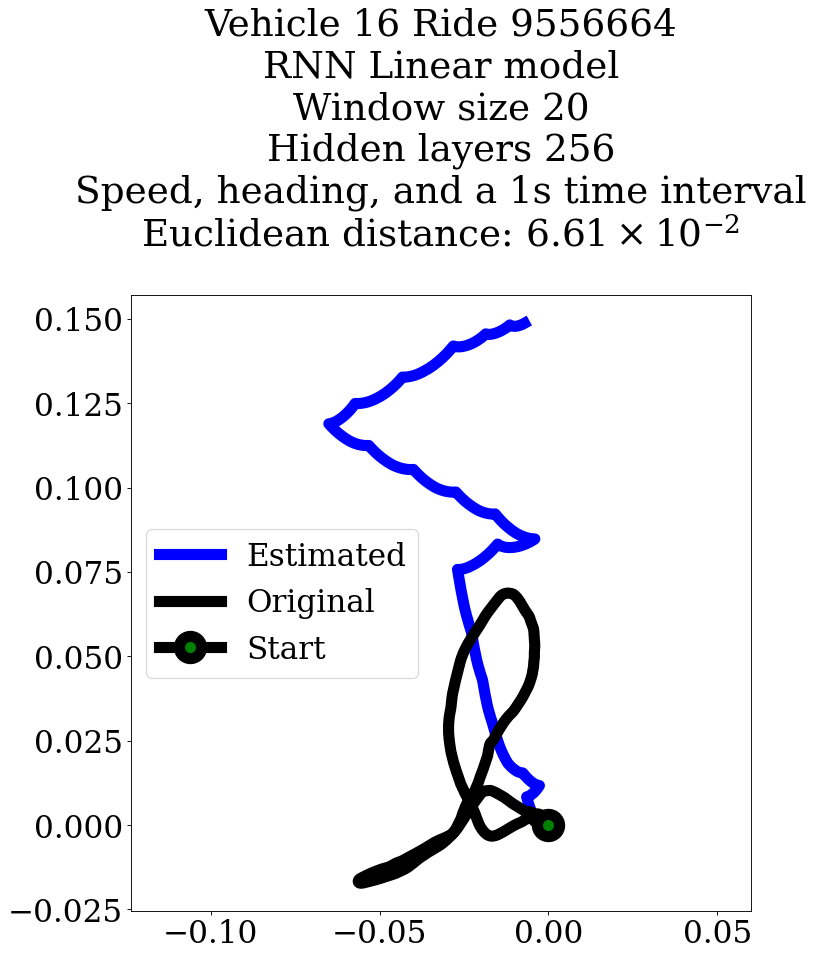 Vehicle 16 Ride 9556664
RNN Linear model
Window size 20
Hidden layers 256
Speed, heading, and a 1s time interval
Euclidean distance: 6.61 × 10⁻²
0.150
0.125
0.100
0.075
0.050
0.025
0.000
−0.025
Estimated
Original
Start
−0.10
−0.05
0.00
0.05